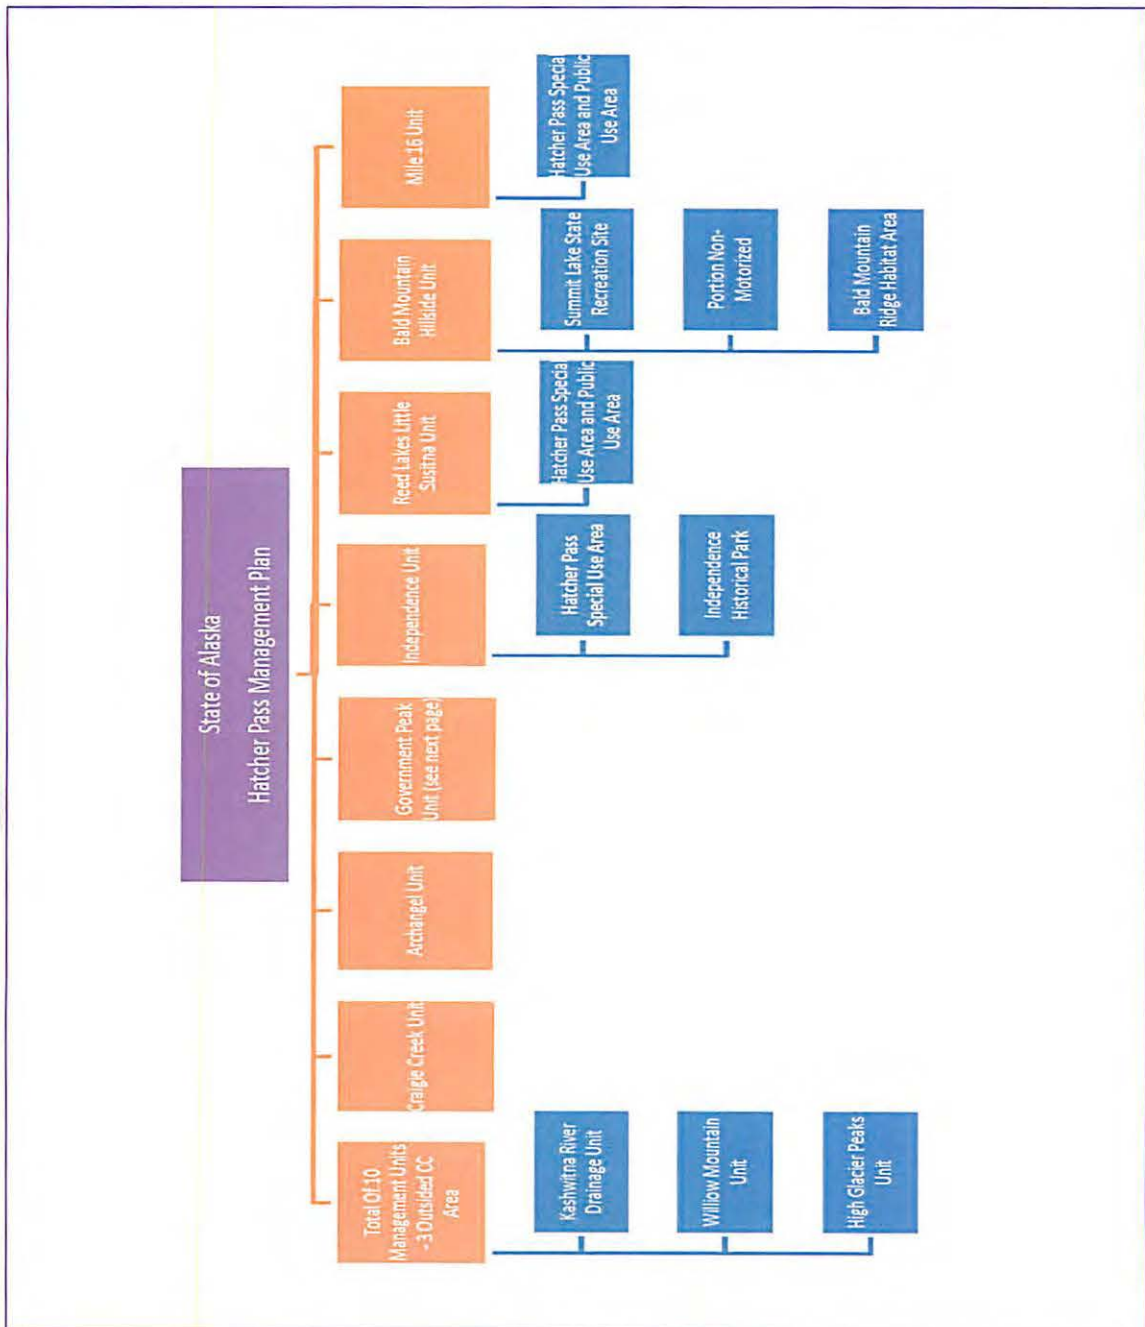 State of Alaska
Hatcher Pass Management Plan
Total Of 10
Management Units
- 3 Outsided CC
Area
Kashwitna River
Drainage Unit
Williow Mountain
Unit
High Glacier Peaks
Unit
Craigie Creek Unit
Archangel Unit
Government Peak
Unit (see next page)
Independence Unit
Hatcher Pass
Special Use Area
Independence
Historical Park
Reed Lakes Little
Susitna Unit
Hatcher Pass Special
Use Area and Public
Use Area
Bald Mountain
Hillside Unit
Summit Lake State
Recreation Site
Portion Non-
Motorized
Bald Mountain
Ridge Habitat Area
Mile 16 Unit
Hatcher Pass Special
Use Area and Public
Use Area